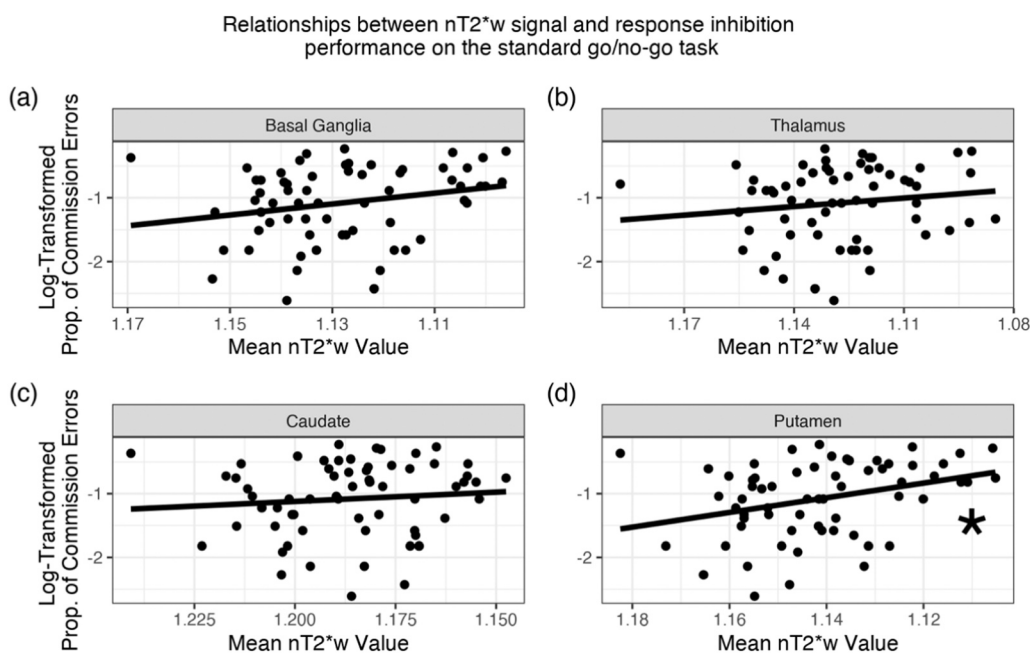 Relationships between nT2*w signal and response inhibition
performance on the standard go/no-go task
(a)
Log-Transformed
Prop. of Commission Errors
Basal Ganglia
-1
-2
1.17 1.15 1.13 1.11
Mean nT2*w Value
(b)
Thalamus
-1
-2
1.17 1.14 1.11 1.08
Mean nT2*w Value
(c)
Log-Transformed
Prop. of Commission Errors
Caudate
-1
-2
1.225 1.200 1.175 1.150
Mean nT2*w Value
(d)
Putamen
-1
-2
*
1.18 1.16 1.14 1.12
Mean nT2*w Value